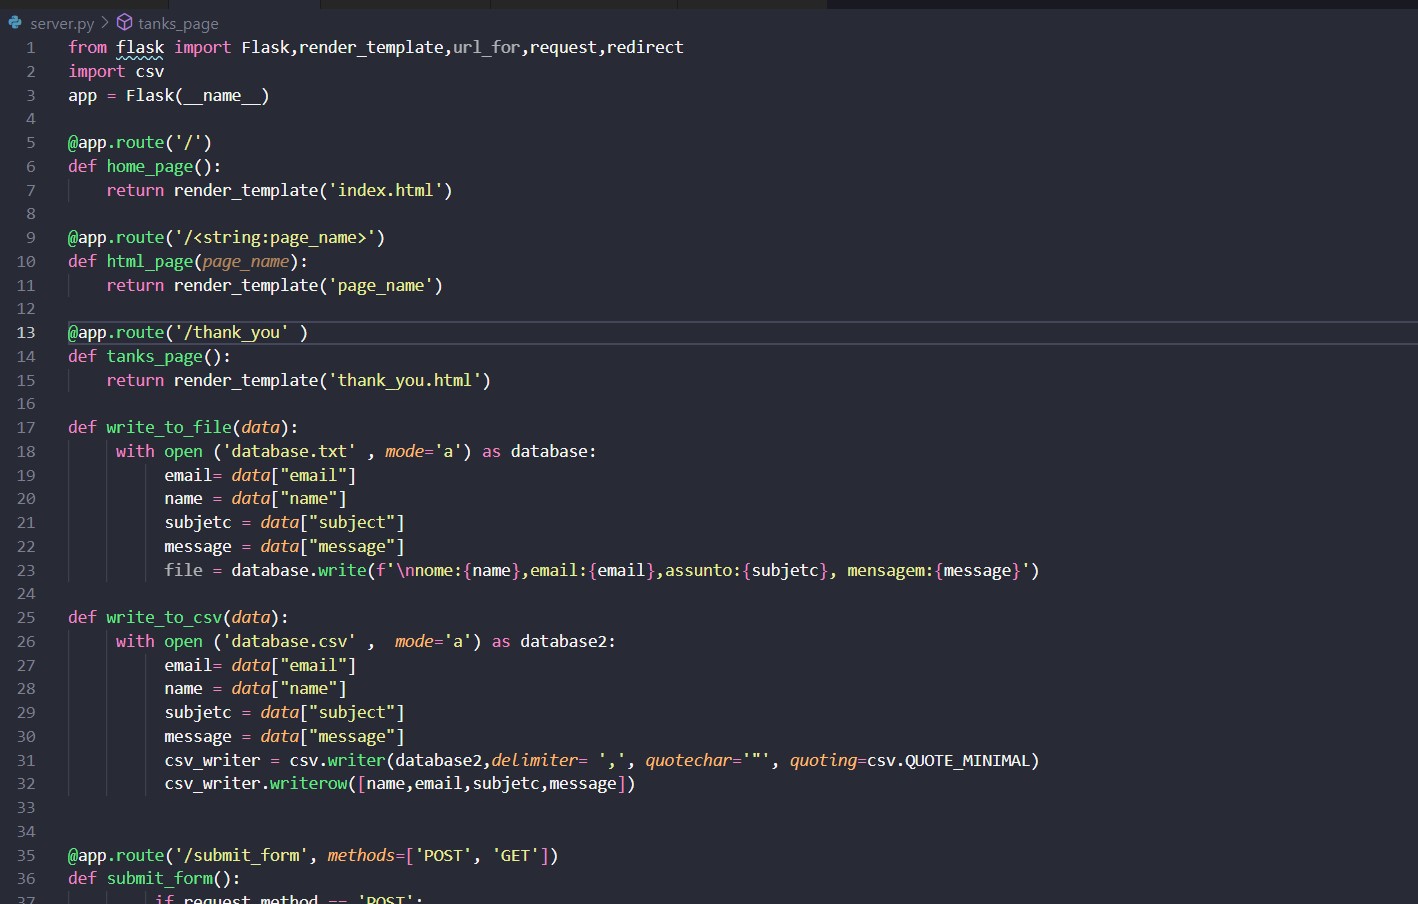 server.py > tanks_page
1 from flask import Flask,render_template,url_for,request,redirect
2 import csv
3 app = Flask(__name__)
4
5 @app.route('/')
6 def home_page():
7     return render_template('index.html')
8
9 @app.route('/<string:page_name>')
10 def html_page(page_name):
11     return render_template('page_name')
12
13 @app.route('/thank_you' )
14 def tanks_page():
15     return render_template('thank_you.html')
16
17 def write_to_file(data):
18      with open ('database.txt' , mode='a') as database:
19           email= data["email"]
20           name = data["name"]
21           subjetc = data["subject"]
22           message = data["message"]
23           file = database.write(f'\nnome:{name},email:{email},assunto:{subjetc}, mensagem:{message}')
24
25 def write_to_csv(data):
26      with open ('database.csv' ,  mode='a') as database2:
27           email= data["email"]
28           name = data["name"]
29           subjetc = data["subject"]
30           message = data["message"]
31           csv_writer = csv.writer(database2,delimiter= ',', quotechar='"', quoting=csv.QUOTE_MINIMAL)
32           csv_writer.writerow([name,email,subjetc,message])
33
34
35 @app.route('/submit_form', methods=['POST', 'GET'])
36 def submit_form():
37          if request.method == 'POST':